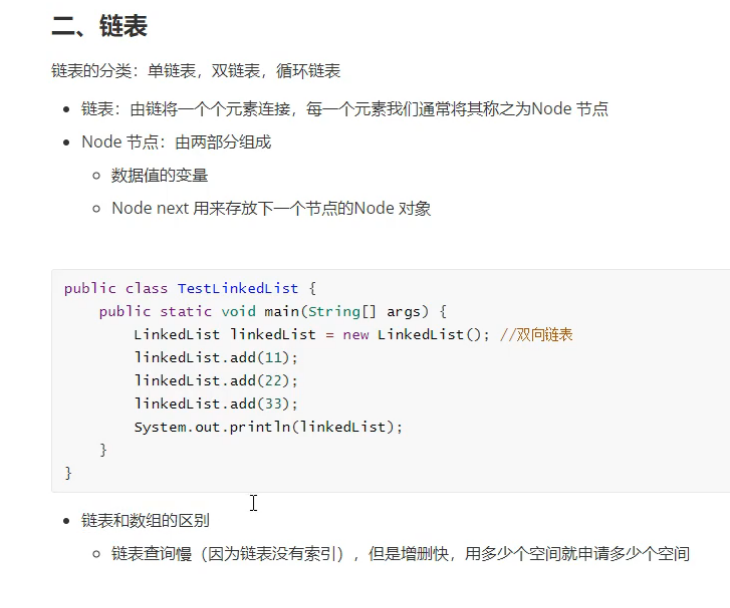 二、链表
链表的分类：单链表，双链表，循环链表
链表：由链将一个个元素连接，每一个元素我们通常将其称之为Node 节点
Node 节点：由两部分组成
数据值的变量
Node next 用来存放下一个节点的Node 对象
public class TestLinkedList {
    public static void main(String[] args) {
        LinkedList linkedList = new LinkedList(); //双向链表
        linkedList.add(11);
        linkedList.add(22);
        linkedList.add(33);
        System.out.println(linkedList);
    }
}
链表和数组的区别
链表查询慢（因为链表没有索引），但是增删快，用多少个空间就申请多少个空间